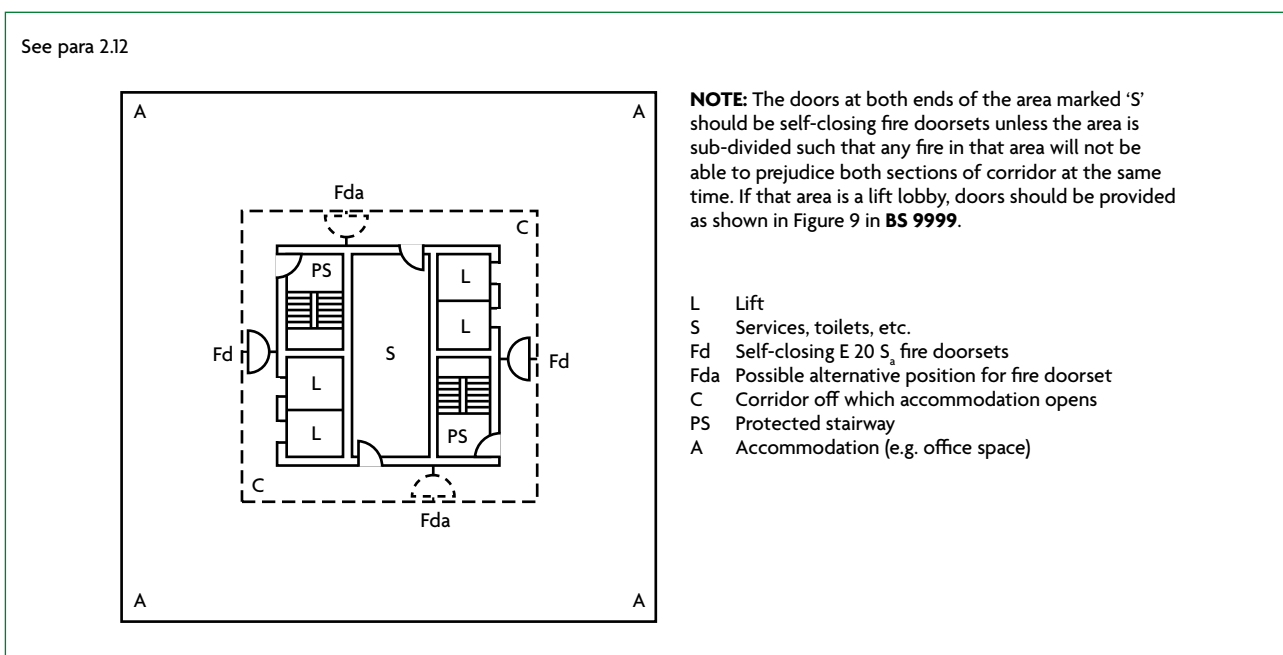 See para 2.12
A
A
Fda
C
PS
L
L
Fd
S
Fd
L
L
PS
C
Fda
A
A
NOTE: The doors at both ends of the area marked ‘S’
should be self-closing fire doorsets unless the area is
sub-divided such that any fire in that area will not be
able to prejudice both sections of corridor at the same
time. If that area is a lift lobby, doors should be provided
as shown in Figure 9 in BS 9999.
L Lift
S Services, toilets, etc.
Fd Self-closing E 20 Sa fire doorsets
Fda Possible alternative position for fire doorset
C Corridor off which accommodation opens
PS Protected stairway
A Accommodation (e.g. office space)